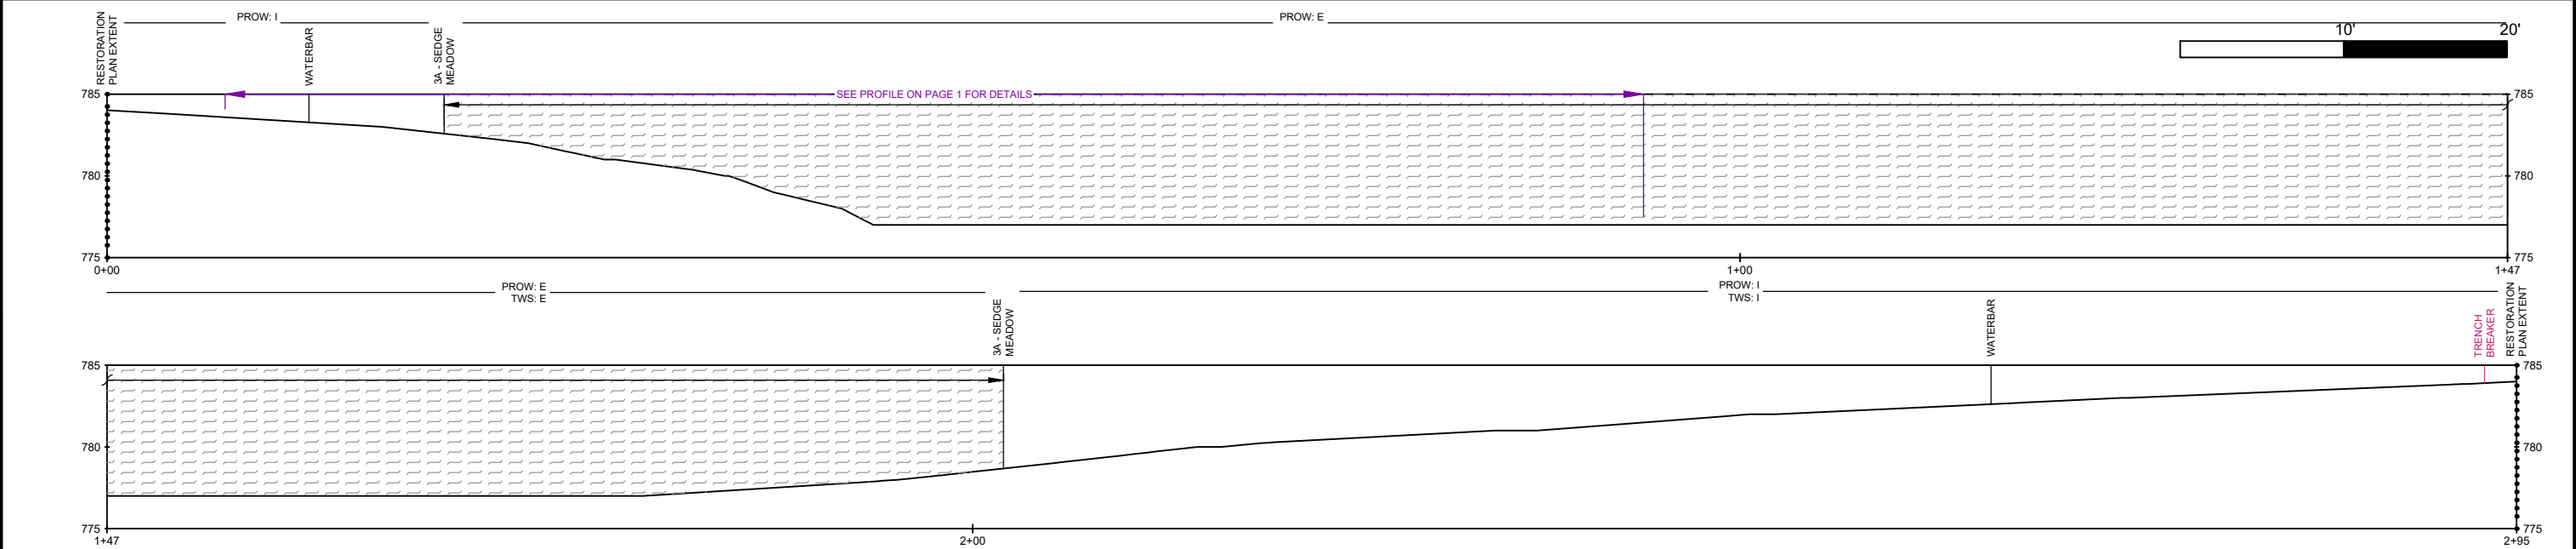 PROW: I
PROW: E
RESTORATION
PLAN EXTENT
WATERBAR
3A - SEDGE
MEADOW
10'
20'
785
SEE PROFILE ON PAGE 1 FOR DETAILS
785
780
780
775
775
0+00
1+00
1+47
PROW: E
TWS: E
PROW: I
TWS: I
3A - SEDGE
MEADOW
WATERBAR
TRENCH
BREAKER
RESTORATION
PLAN EXTENT
785
785
780
780
775
775
1+47
2+00
2+95